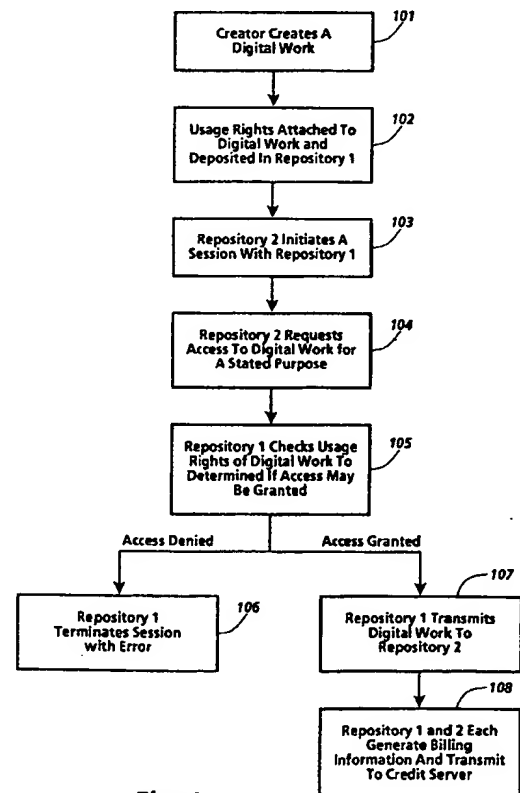 101
Creator Creates A
Digital Work
102
Usage Rights Attached To
Digital Work and
Deposited In Repository 1
103
Repository 2 Initiates A
Session With Repository 1
104
Repository 2 Requests
Access To Digital Work for
A Stated Purpose
105
Repository 1 Checks Usage
Rights of Digital Work To
Determined If Access May
Be Granted
Access Denied
Access Granted
106
Repository 1
Terminates Session
with Error
107
Repository 1 Transmits
Digital Work To
Repository 2
108
Repository 1 and 2 Each
Generate Billing
Information And Transmit
To Credit Server